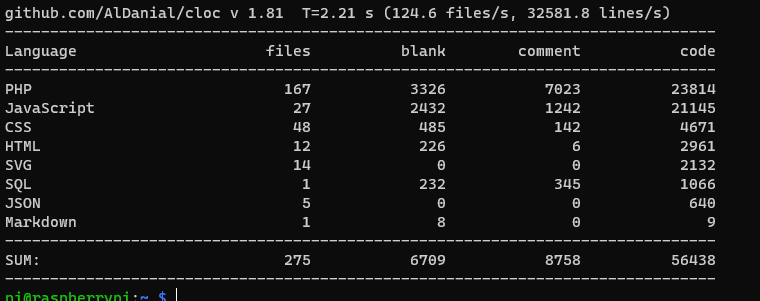 github.com/AlDanial/cloc v 1.81  T=2.21 s (124.6 files/s, 32581.8 lines/s)
-------------------------------------------------------------------------------
Language                     files          blank        comment           code
-------------------------------------------------------------------------------
PHP                            167           3326           7023          23814
JavaScript                      27           2432           1242          21145
CSS                             48            485            142           4671
HTML                            12            226              6           2961
SVG                             14              0              0           2132
SQL                              1            232            345           1066
JSON                             5              0              0            640
Markdown                         1              8              0              9
-------------------------------------------------------------------------------
SUM:                           275           6709           8758          56438
-------------------------------------------------------------------------------
pi@raspberrypi:~ $